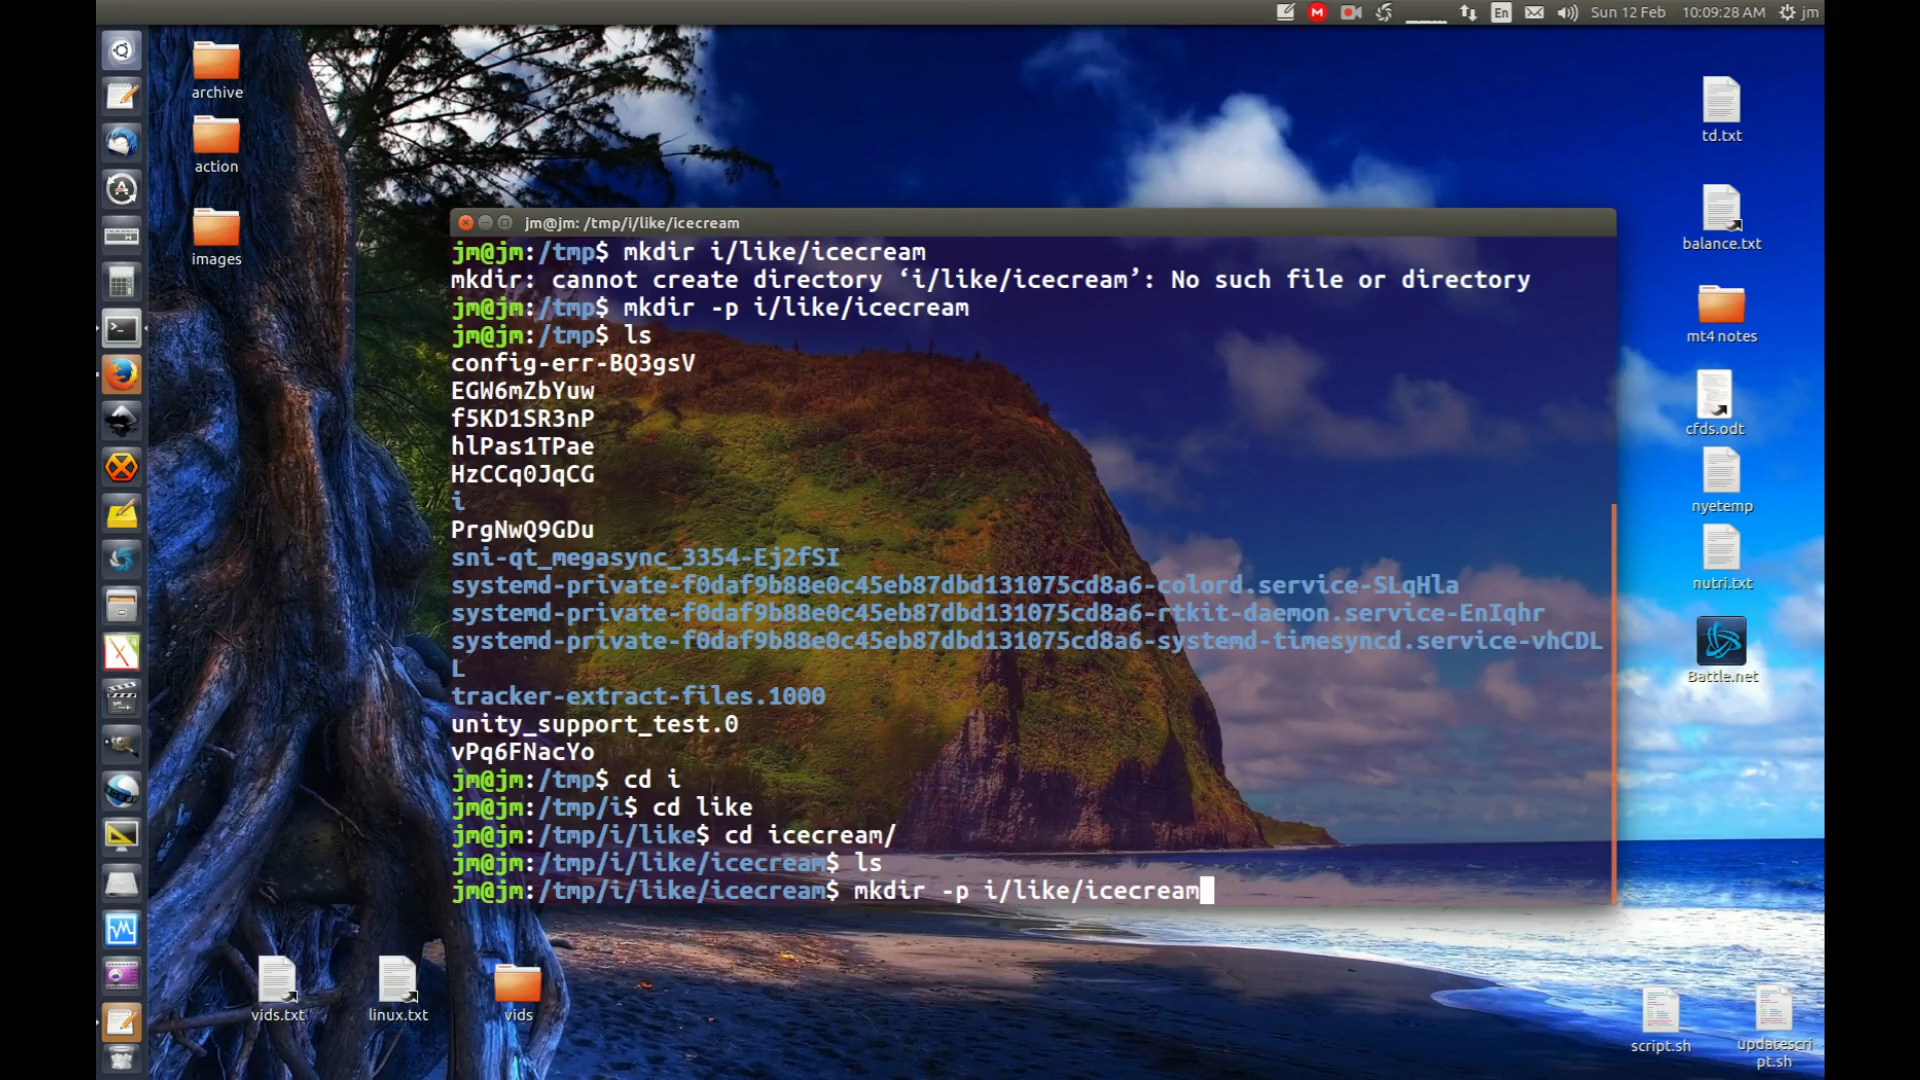 En
Sun 12 Feb
10:09:28 AM
jm
archive
action
images
td.txt
balance.txt
mt4 notes
cfds.odt
nyetemp
nutri.txt
Battle.net
jm@jm: /tmp/i/like/icecream
jm@jm:/tmp$ mkdir i/like/icecream
mkdir: cannot create directory ‘i/like/icecream’: No such file or directory
jm@jm:/tmp$ mkdir -p i/like/icecream
jm@jm:/tmp$ ls
config-err-BQ3gsV
EGW6mZbYuw
f5KD1SR3nP
hlPas1TPae
HzCCq0JqCG
i
PrgNwQ9GDu
sni-qt_megasync_3354-Ej2fSI
systemd-private-f0daf9b88e0c45eb87dbd131075cd8a6-colord.service-SLqHla
systemd-private-f0daf9b88e0c45eb87dbd131075cd8a6-rtkit-daemon.service-EnIqhr
systemd-private-f0daf9b88e0c45eb87dbd131075cd8a6-systemd-timesyncd.service-vhCDL
L
tracker-extract-files.1000
unity_support_test.0
vPq6FNacYo
jm@jm:/tmp$ cd i
jm@jm:/tmp/i$ cd like
jm@jm:/tmp/i/like$ cd icecream/
jm@jm:/tmp/i/like/icecream$ ls
jm@jm:/tmp/i/like/icecream$ mkdir -p i/like/icecream
vids.txt
linux.txt
vids
script.sh
updatescri
pt.sh